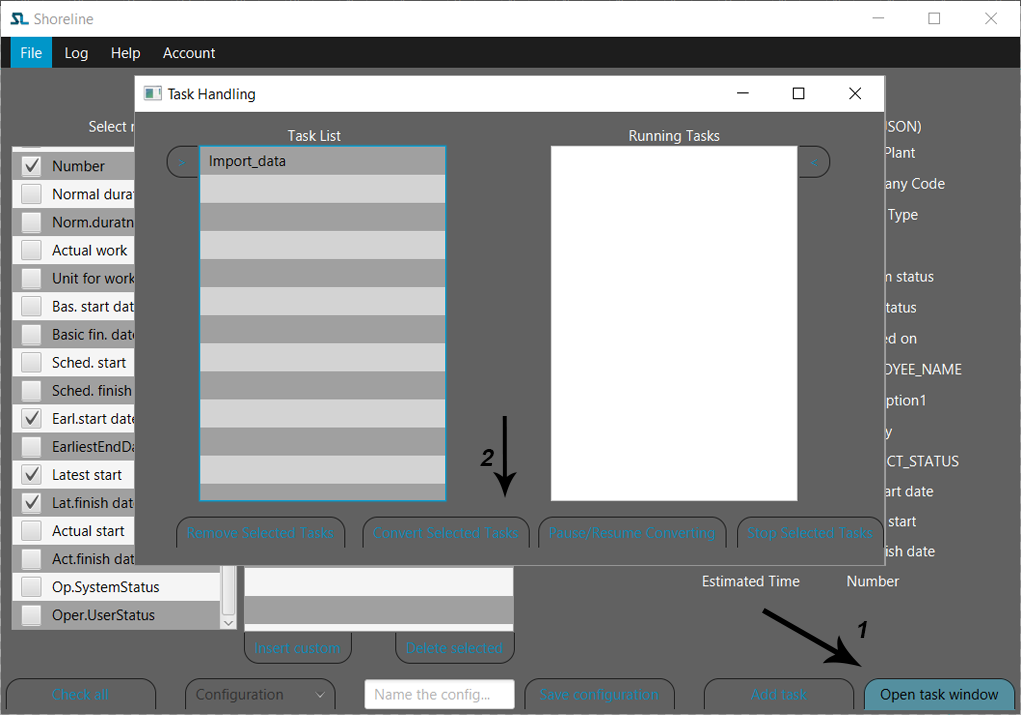 SL Shoreline
File Log Help Account
Task Handling
Select
Task List
Running Tasks
>
Import_data
<
Number
Normal durat
Norm.duratn
Actual work
Unit for work
Bas. start dat
Basic fin. date
Sched. start
Sched. finish
Earl.start date
EarliestEndDa
Latest start
Lat.finish dat
Actual start
Act.finish dat
Op.SystemStatus
Oper.UserStatus
SON)
Plant
any Code
Type
n status
tatus
ed on
OYEE_NAME
ption1
y
CT_STATUS
art date
start
ish date
Estimated Time Number
2
Remove Selected Tasks Convert Selected Tasks Pause/Resume Converting Stop Selected Tasks
1
Insert custom Delete selected
Check all Configuration Name the config... Save configuration Add task Open task window